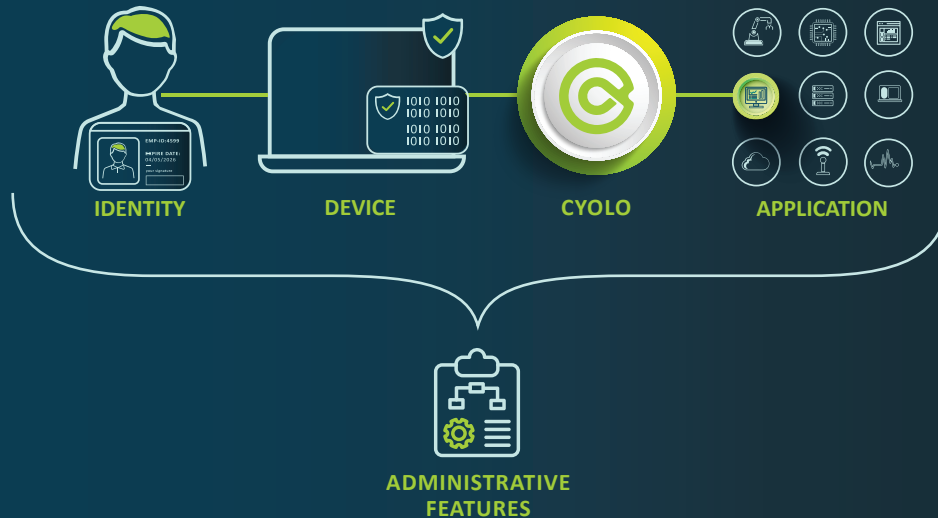 EMP-ID:4599
EXPIRE DATE:
04/05/2026
your signature
1010 1010
1010 1010
1010 1010
1010 1010
IDENTITY
DEVICE
CYOLO
APPLICATION
ADMINISTRATIVE
FEATURES